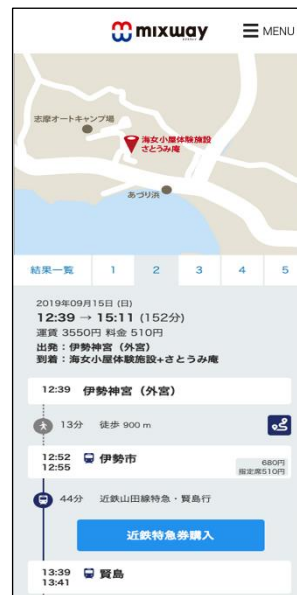 mixway
MENU
志摩オートキャンプ場
海女小屋体験施設
さとうみ庵
あづり浜
結果一覧 1 2 3 4 5
2019年09月15日 (日)
12:39 → 15:11 (152分)
運賃 3550円 料金 510円
出発：伊勢神宮（外宮）
到着：海女小屋体験施設+さとうみ庵
12:39 伊勢神宮（外宮）
13分 徒歩 900 m
12:52 伊勢市 680円
12:55 指定席510円
44分 近鉄山田線特急・賢島行
近鉄特急券購入
13:39 賢島
13:41